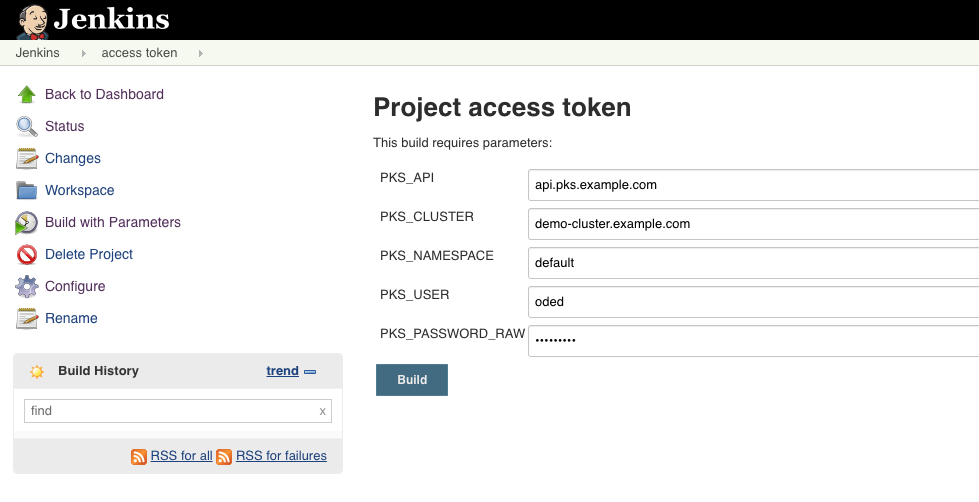 Jenkins
Jenkins access token
Back to Dashboard
Status
Changes
Workspace
Build with Parameters
Delete Project
Configure
Rename
Build History trend
find x
RSS for all RSS for failures
Project access token
This build requires parameters:
PKS_API api.pks.example.com
PKS_CLUSTER demo-cluster.example.com
PKS_NAMESPACE default
PKS_USER oded
PKS_PASSWORD_RAW •••••••••
Build